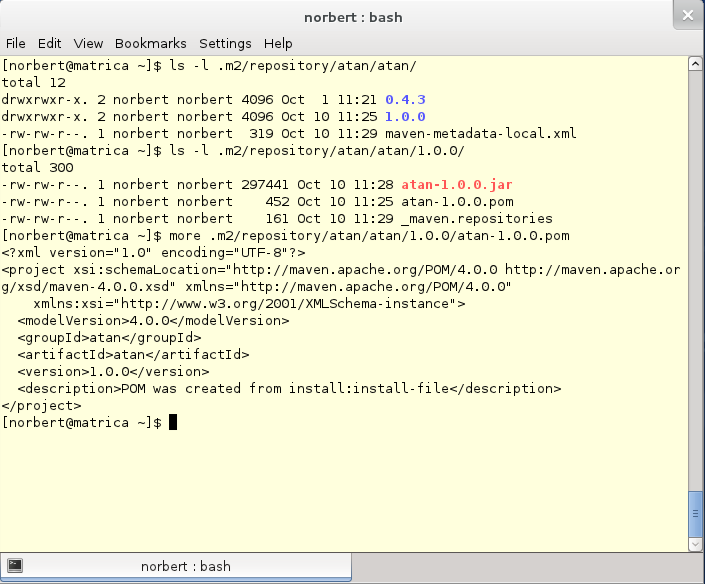 norbert : bash
File Edit View Bookmarks Settings Help
[norbert@matrica ~]$ ls -l .m2/repository/atan/atan/
total 12
drwxrwxr-x. 2 norbert norbert 4096 Oct  1 11:21 0.4.3
drwxrwxr-x. 2 norbert norbert 4096 Oct 10 11:25 1.0.0
-rw-rw-r--. 1 norbert norbert  319 Oct 10 11:29 maven-metadata-local.xml
[norbert@matrica ~]$ ls -l .m2/repository/atan/atan/1.0.0/
total 300
-rw-rw-r--. 1 norbert norbert 297441 Oct 10 11:28 atan-1.0.0.jar
-rw-rw-r--. 1 norbert norbert    452 Oct 10 11:25 atan-1.0.0.pom
-rw-rw-r--. 1 norbert norbert    161 Oct 10 11:29 _maven.repositories
[norbert@matrica ~]$ more .m2/repository/atan/atan/1.0.0/atan-1.0.0.pom
<?xml version="1.0" encoding="UTF-8"?>
<project xsi:schemaLocation="http://maven.apache.org/POM/4.0.0 http://maven.apache.or
g/xsd/maven-4.0.0.xsd" xmlns="http://maven.apache.org/POM/4.0.0"
    xmlns:xsi="http://www.w3.org/2001/XMLSchema-instance">
  <modelVersion>4.0.0</modelVersion>
  <groupId>atan</groupId>
  <artifactId>atan</artifactId>
  <version>1.0.0</version>
  <description>POM was created from install:install-file</description>
</project>
[norbert@matrica ~]$
norbert : bash